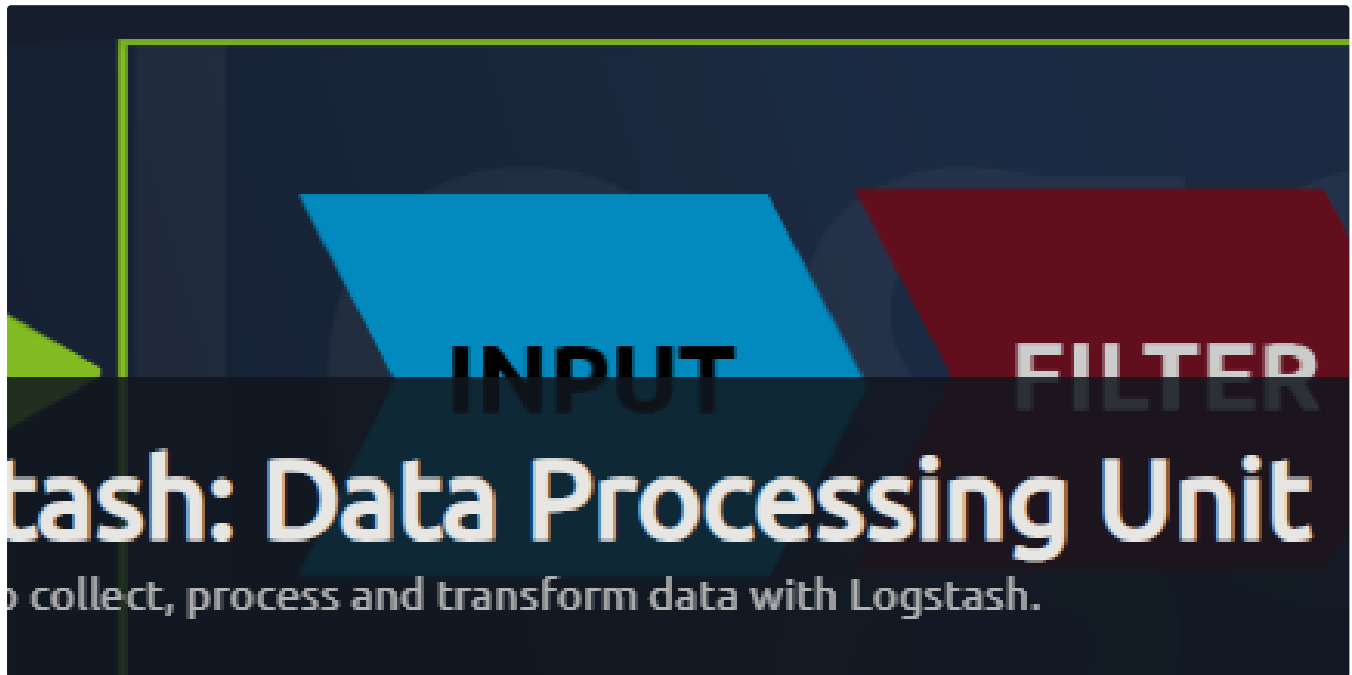 INPUT
FILTER
tash: Data Processing Unit
collect, process and transform data with Logstash.